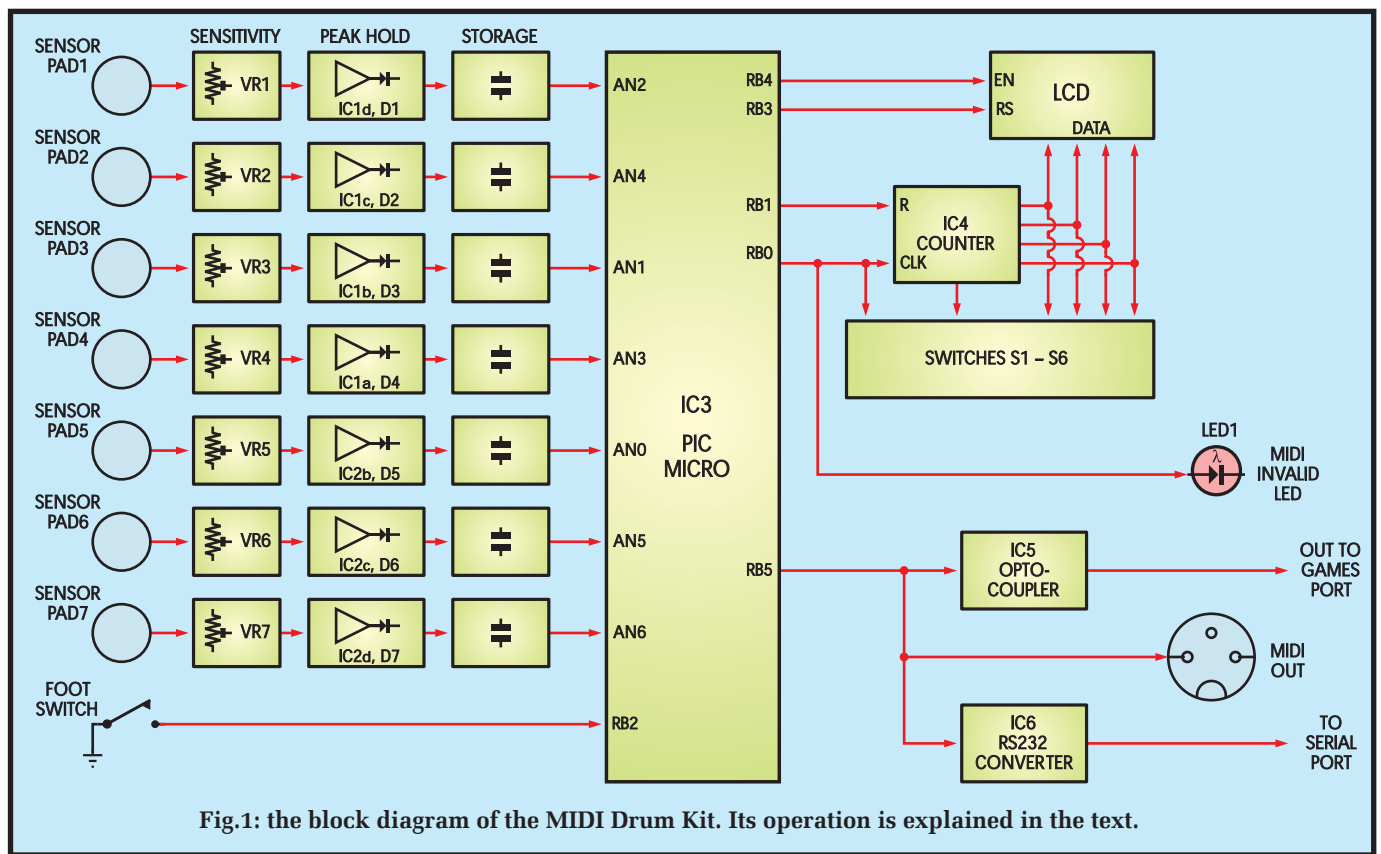 SENSITIVITY
PEAK HOLD
STORAGE
SENSOR
PAD1
VR1
IC1d, D1
AN2
SENSOR
PAD2
VR2
IC1c, D2
AN4
SENSOR
PAD3
VR3
IC1b, D3
AN1
SENSOR
PAD4
VR4
IC1a, D4
AN3
SENSOR
PAD5
VR5
IC2b, D5
AN0
SENSOR
PAD6
VR6
IC2c, D6
AN5
SENSOR
PAD7
VR7
IC2d, D7
AN6
FOOT
SWITCH
RB2
IC3
PIC
MICRO
RB4
RB3
RB1
RB0
RB5
EN
RS
LCD
DATA
R
IC4
COUNTER
CLK
SWITCHES S1 – S6
LED1
λ
MIDI
INVALID
LED
IC5
OPTO-
COUPLER
OUT TO
GAMES
PORT
MIDI
OUT
IC6
RS232
CONVERTER
TO
SERIAL
PORT
Fig.1: the block diagram of the MIDI Drum Kit. Its operation is explained in the text.